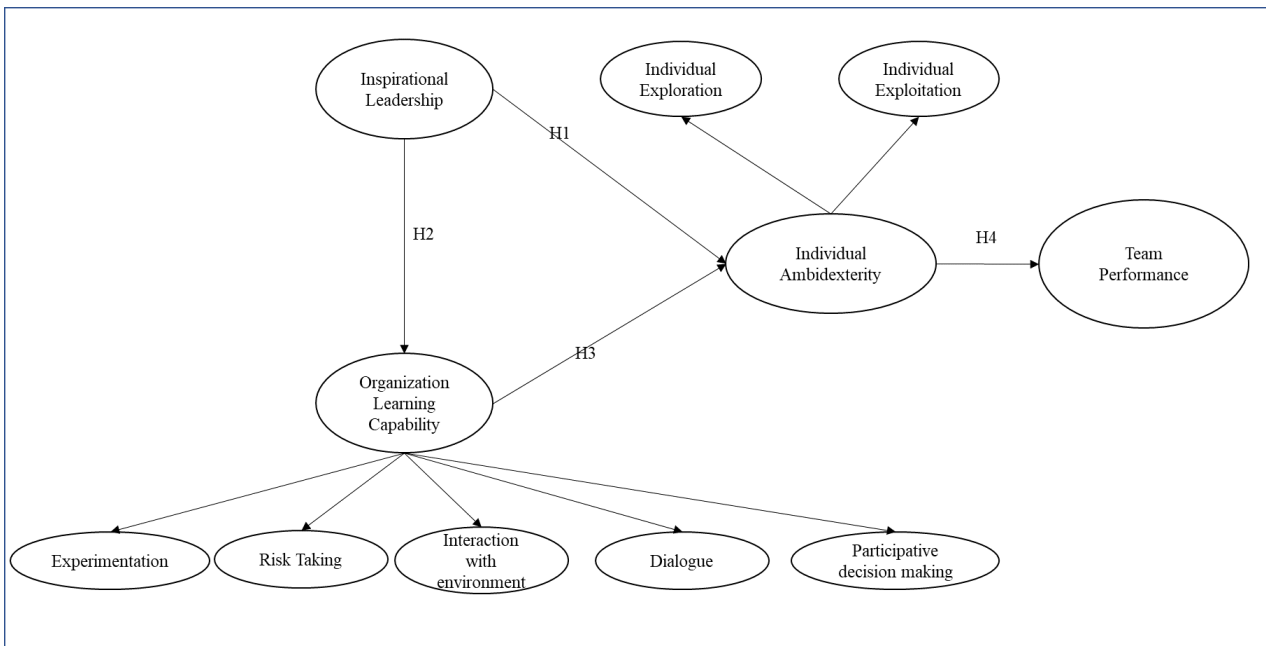 Inspirational
Leadership
Individual
Exploration
Individual
Exploitation
H1
H2
Individual
Ambidexterity
H4
Team
Performance
H3
Organization
Learning
Capability
Experimentation
Risk Taking
Interaction
with
environment
Dialogue
Participative
decision making